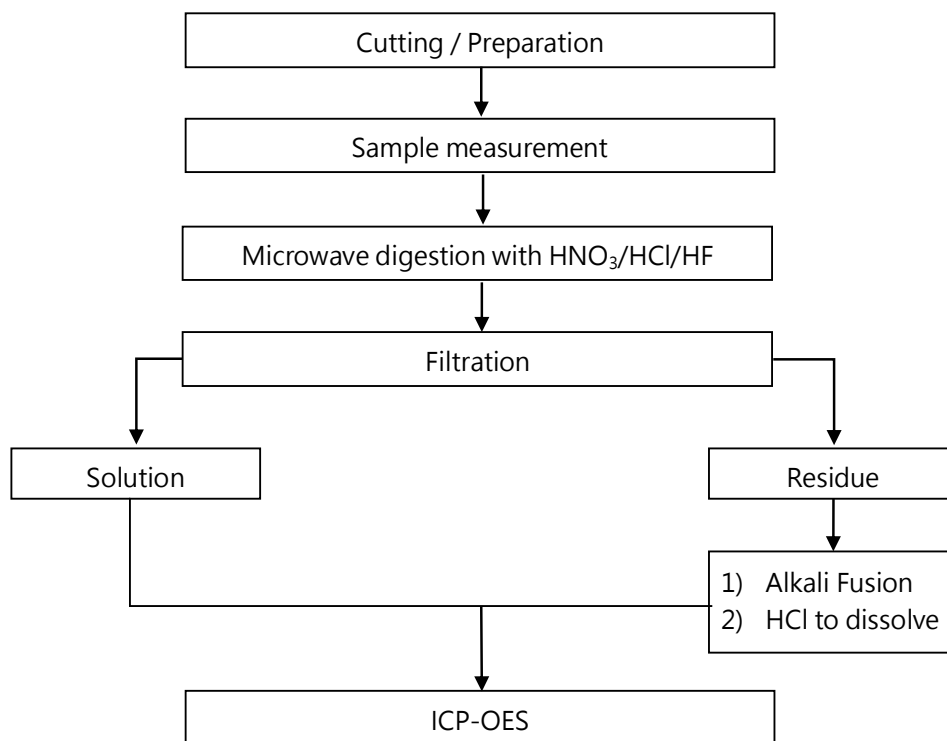 Cutting / Preparation
Sample measurement
Microwave digestion with HNO₃/HCl/HF
Filtration
Solution
Residue
1) Alkali Fusion
2) HCl to dissolve
ICP-OES